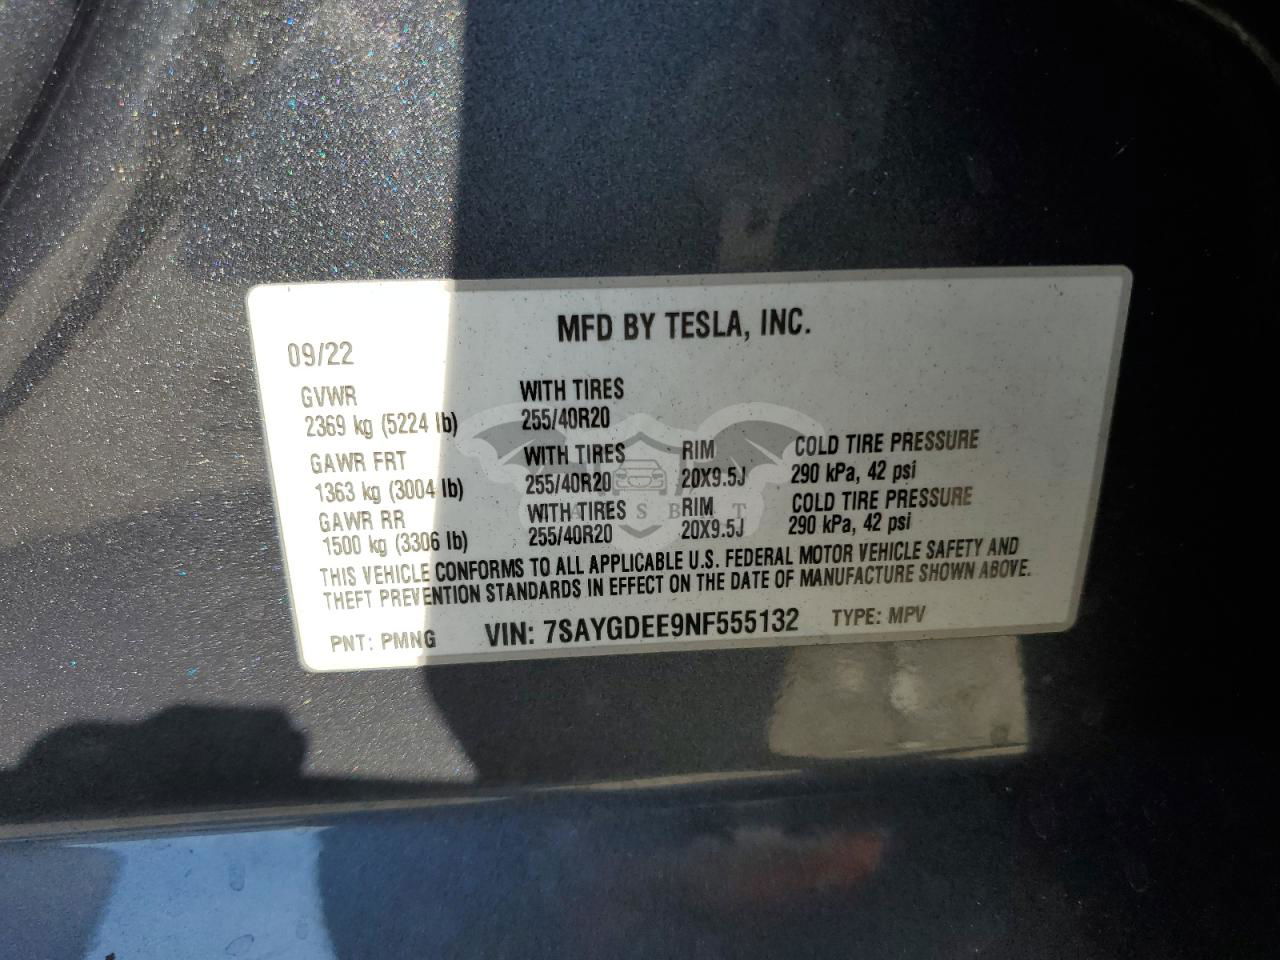 MFD BY TESLA, INC.
09/22
GVWR WITH TIRES
2369 kg (5224 lb) 255/40R20
GAWR FRT WITH TIRES RIM COLD TIRE PRESSURE
1363 kg (3004 lb) 255/40R20 20X9.5J 290 kPa, 42 psi
GAWR RR WITH TIRES RIM COLD TIRE PRESSURE
1500 kg (3306 lb) 255/40R20 20X9.5J 290 kPa, 42 psi
THIS VEHICLE CONFORMS TO ALL APPLICABLE U.S. FEDERAL MOTOR VEHICLE SAFETY AND
THEFT PREVENTION STANDARDS IN EFFECT ON THE DATE OF MANUFACTURE SHOWN ABOVE.
PNT: PMNG VIN: 7SAYGDEE9NF555132 TYPE: MPV